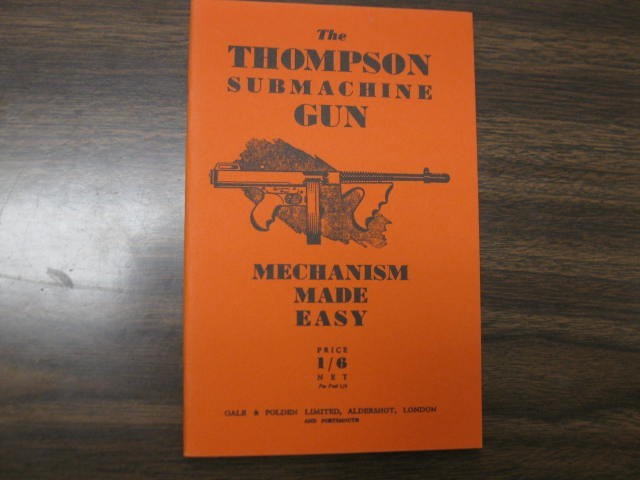 The
THOMPSON
SUBMACHINE
GUN
MECHANISM
MADE
EASY
PRICE
1/6
NET
GALE & POLDEN LIMITED, ALDERSHOT, LONDON
AND PORTSMOUTH